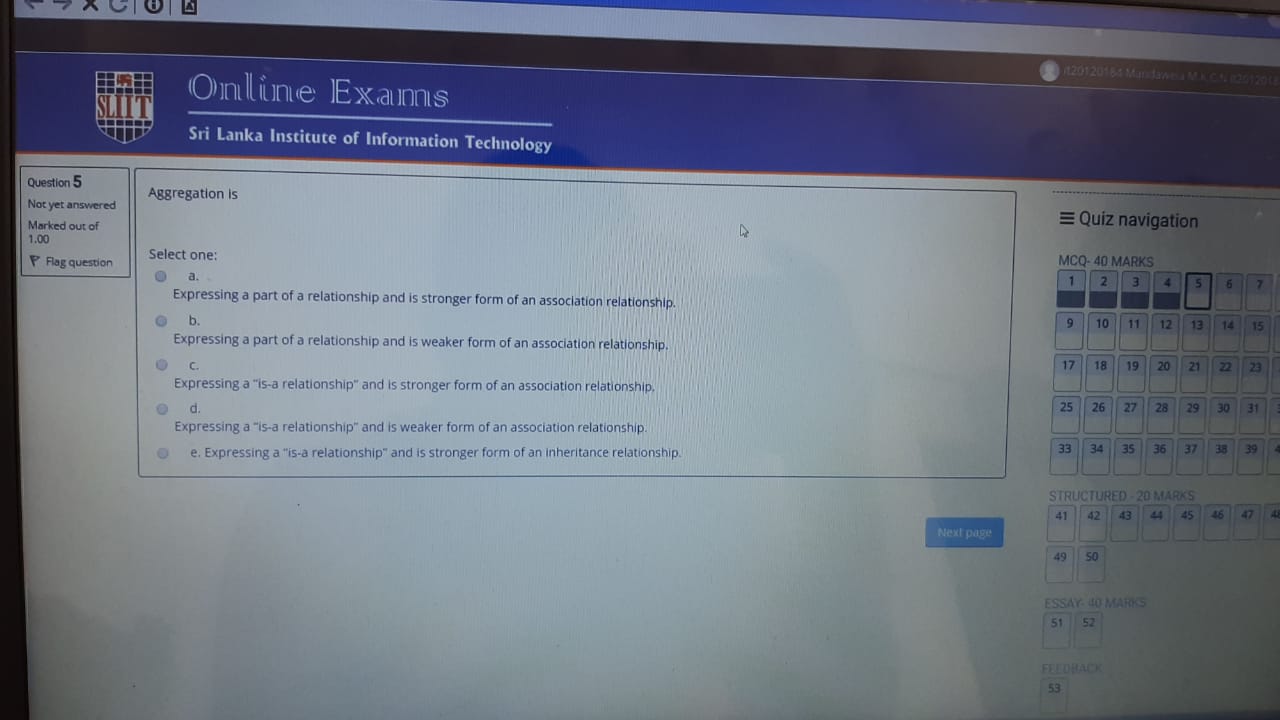 SLIIT
Online Exams
Sri Lanka Institute of Information Technology
Question 5
Not yet answered
Marked out of
1.00
Flag question
Aggregation is
Select one:
a.
Expressing a part of a relationship and is stronger form of an association relationship.
b.
Expressing a part of a relationship and is weaker form of an association relationship.
c.
Expressing a "is-a relationship" and is stronger form of an association relationship.
d.
Expressing a "is-a relationship" and is weaker form of an association relationship.
e. Expressing a "is-a relationship" and is stronger form of an inheritance relationship.
Next page
Quiz navigation
MCQ- 40 MARKS
1 2 3 4 5 6 7
9 10 11 12 13 14 15
17 18 19 20 21 22 23
25 26 27 28 29 30 31
33 34 35 36 37 38 39
STRUCTURED - 20 MARKS
41 42 43 44 45 46 47
49 50
ESSAY- 40 MARKS
51 52
FEEDBACK
53